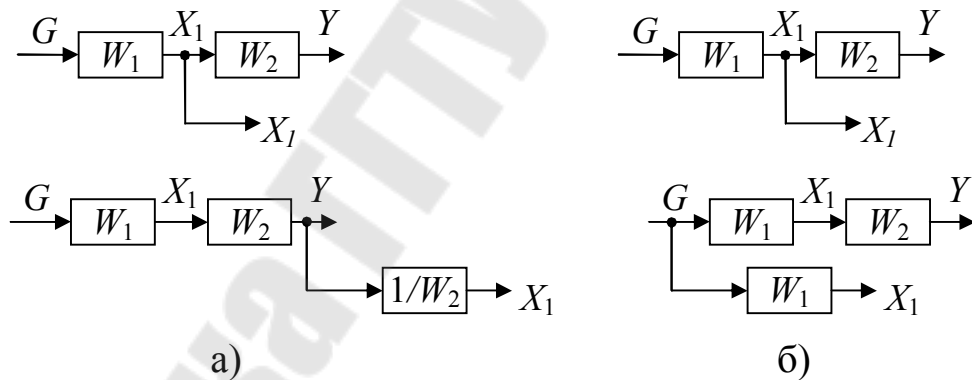 G W₁ X₁ W₂ Y
X₁
G W₁ X₁ W₂ Y
X₁
G W₁ X₁ W₂ Y
1/W₂ X₁
G W₁ X₁ W₂ Y
W₁ X₁
а)
б)